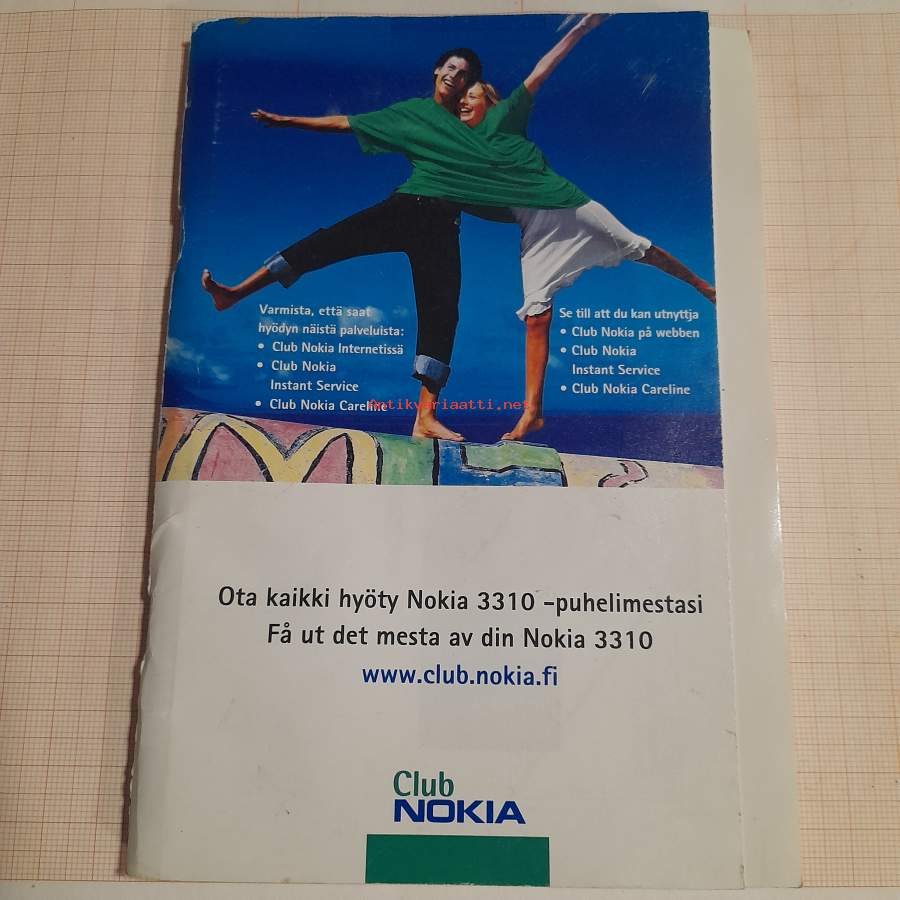 Varmista, että saat
hyödyn näistä palveluista:
• Club Nokia Internetissä
• Club Nokia
Instant Service
• Club Nokia Careline
Se till att du kan utnyttja
• Club Nokia på webben
• Club Nokia
Instant Service
• Club Nokia Careline
Antikvariaatti.net
Ota kaikki hyöty Nokia 3310 -puhelimestasi
Få ut det mesta av din Nokia 3310
www.club.nokia.fi
Club
NOKIA